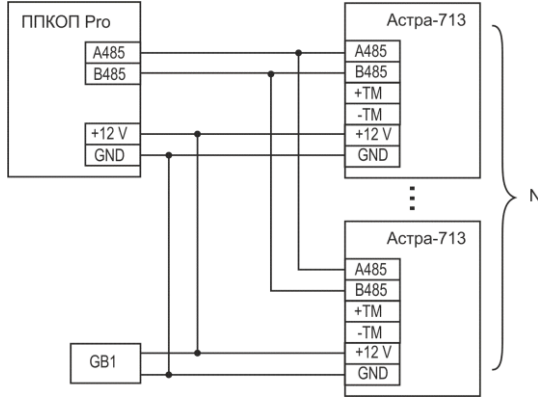 ППКОП Pro
A485
B485
+12 V
GND
Астра-713
A485
B485
+TM
-TM
+12 V
GND
N
Астра-713
A485
B485
+TM
-TM
+12 V
GND
GB1